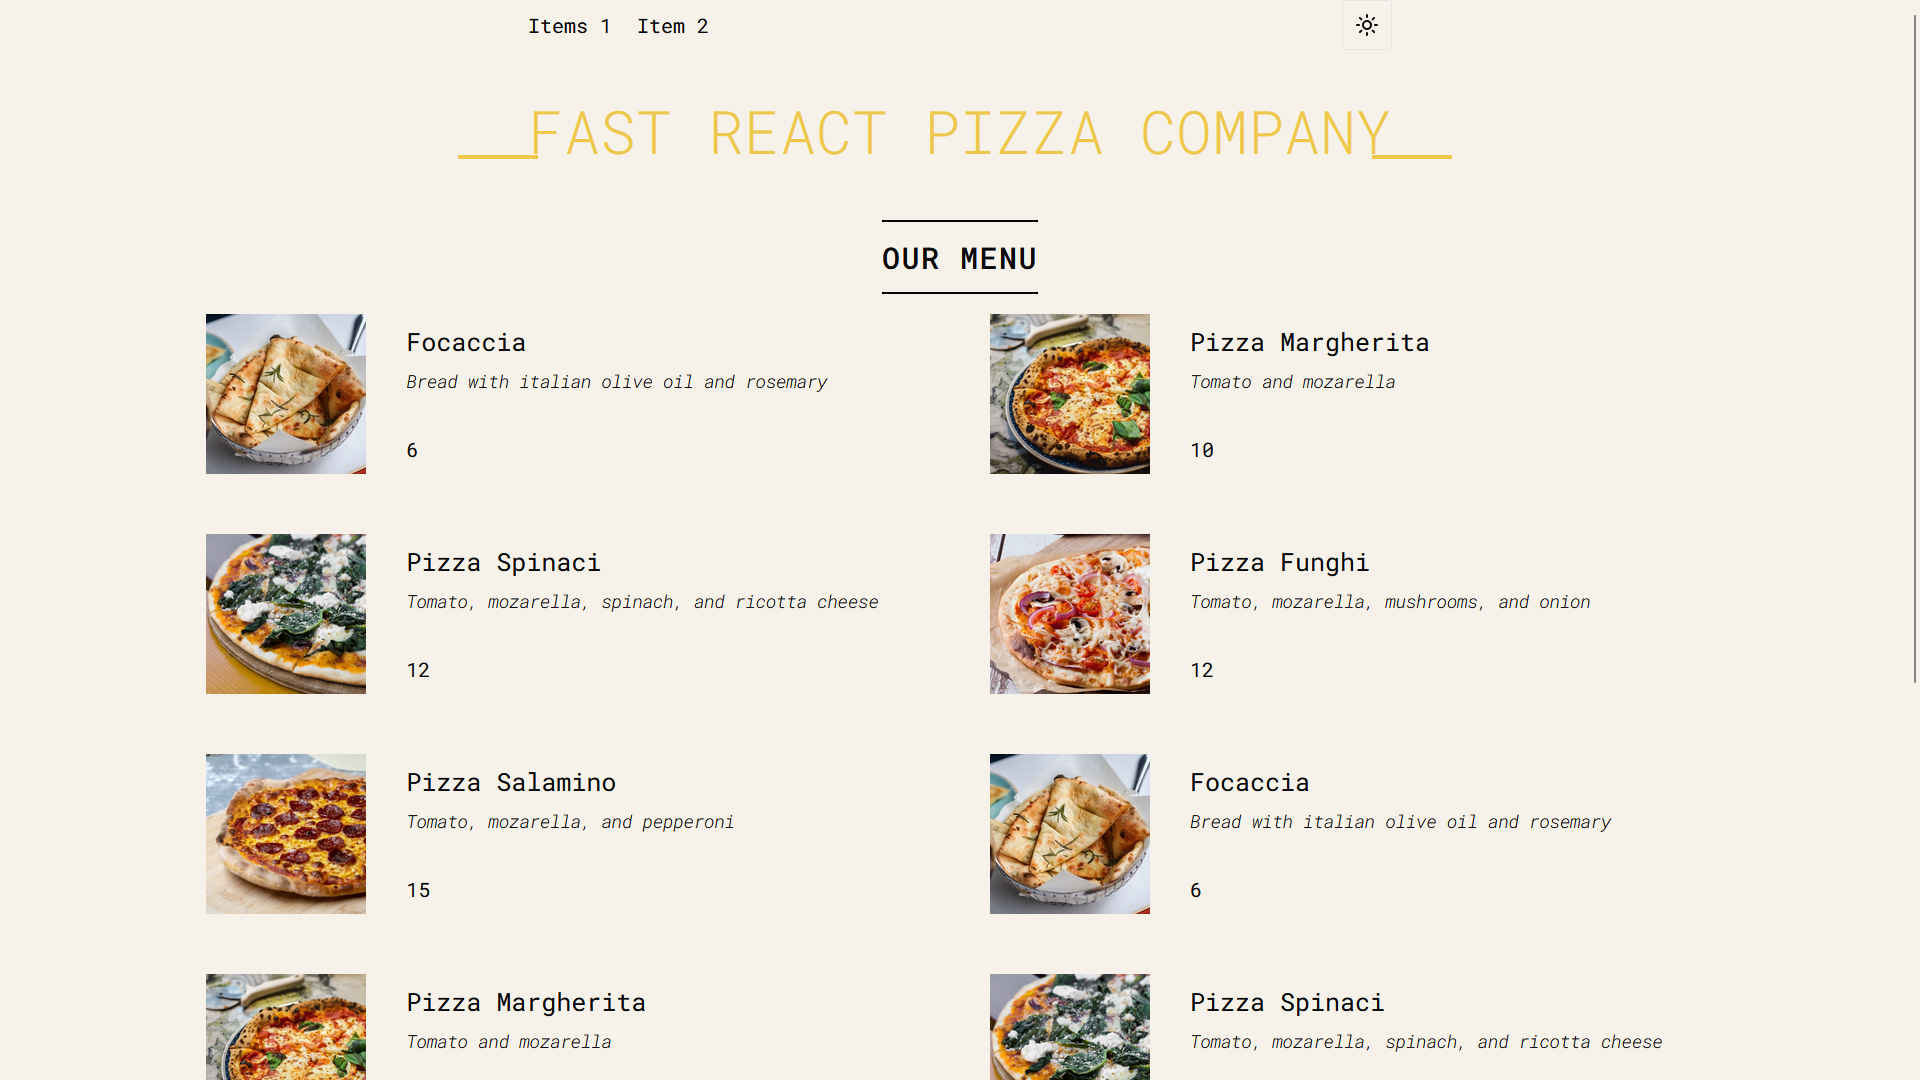 Items 1 Item 2
FAST REACT PIZZA COMPANY
OUR MENU
Focaccia
Bread with italian olive oil and rosemary
6
Pizza Margherita
Tomato and mozarella
10
Pizza Spinaci
Tomato, mozarella, spinach, and ricotta cheese
12
Pizza Funghi
Tomato, mozarella, mushrooms, and onion
12
Pizza Salamino
Tomato, mozarella, and pepperoni
15
Focaccia
Bread with italian olive oil and rosemary
6
Pizza Margherita
Tomato and mozarella
Pizza Spinaci
Tomato, mozarella, spinach, and ricotta cheese